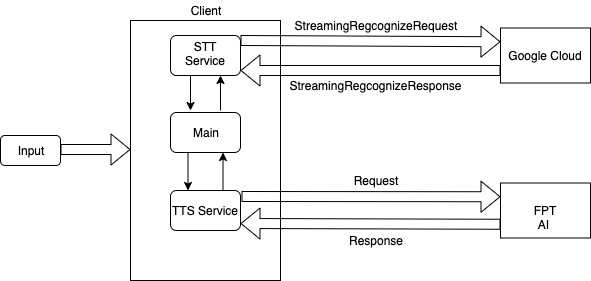 Client
StreamingRegcognizeRequest
STT
Service
Google Cloud
StreamingRegcognizeResponse
Main
Input
Request
TTS Service
FPT
AI
Response